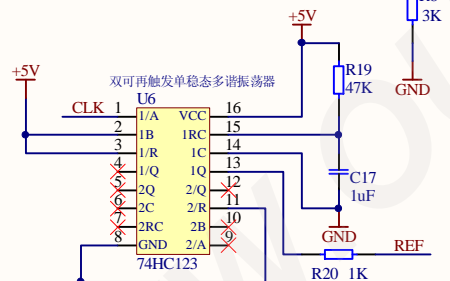 3K
+5V
R19
47K
GND
+5V
双可再触发单稳态多谐振荡器
U6
CLK 1 1/A VCC 16
2 1B 1RC 15
3 1/R 1C 14
4 1/Q 1Q 13
5 2Q 2/Q 12
6 2C 2/R 11
7 2RC 2B 10
8 GND 2/A 9
74HC123
C17
1uF
GND
REF
R20 1K